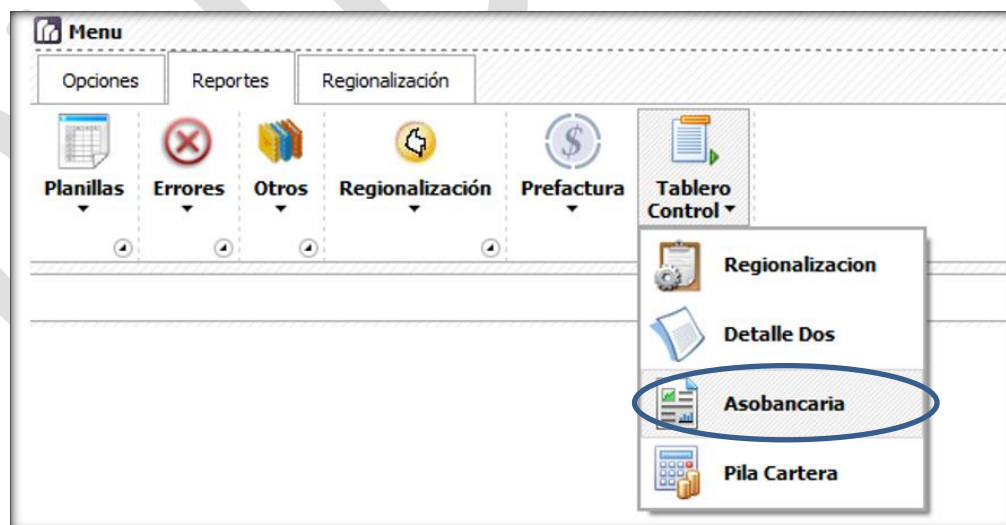 Menu
Opciones Reportes Regionalización
Planillas Errores Otros Regionalización Prefactura Tablero Control
Regionalizacion
Detalle Dos
Asobancaria
Pila Cartera